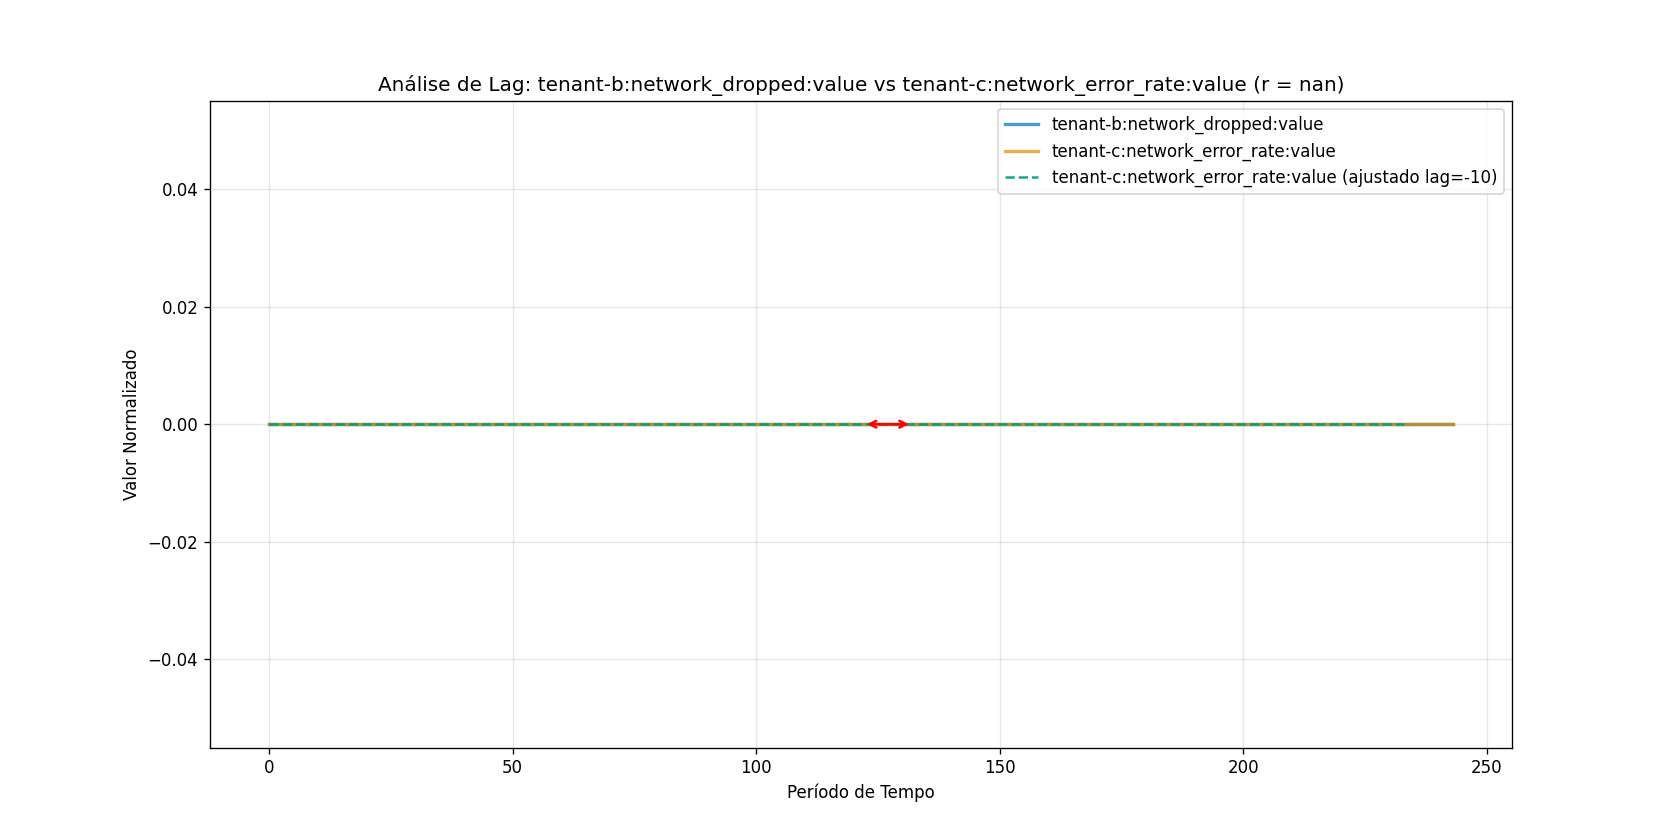 Análise de Lag: tenant-b:network_dropped:value vs tenant-c:network_error_rate:value (r = nan)
tenant-b:network_dropped:value
tenant-c:network_error_rate:value
tenant-c:network_error_rate:value (ajustado lag=-10)
Valor Normalizado
0.04
0.02
0.00
−0.02
−0.04
0
50
100
150
200
250
Período de Tempo